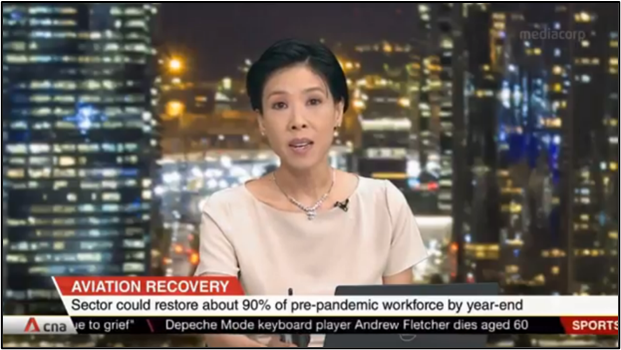 mediacorp
AVIATION RECOVERY
Sector could restore about 90% of pre-pandemic workforce by year-end
cna ue to grief" \ Depeche Mode keyboard player Andrew Fletcher dies aged 60 SPORTS